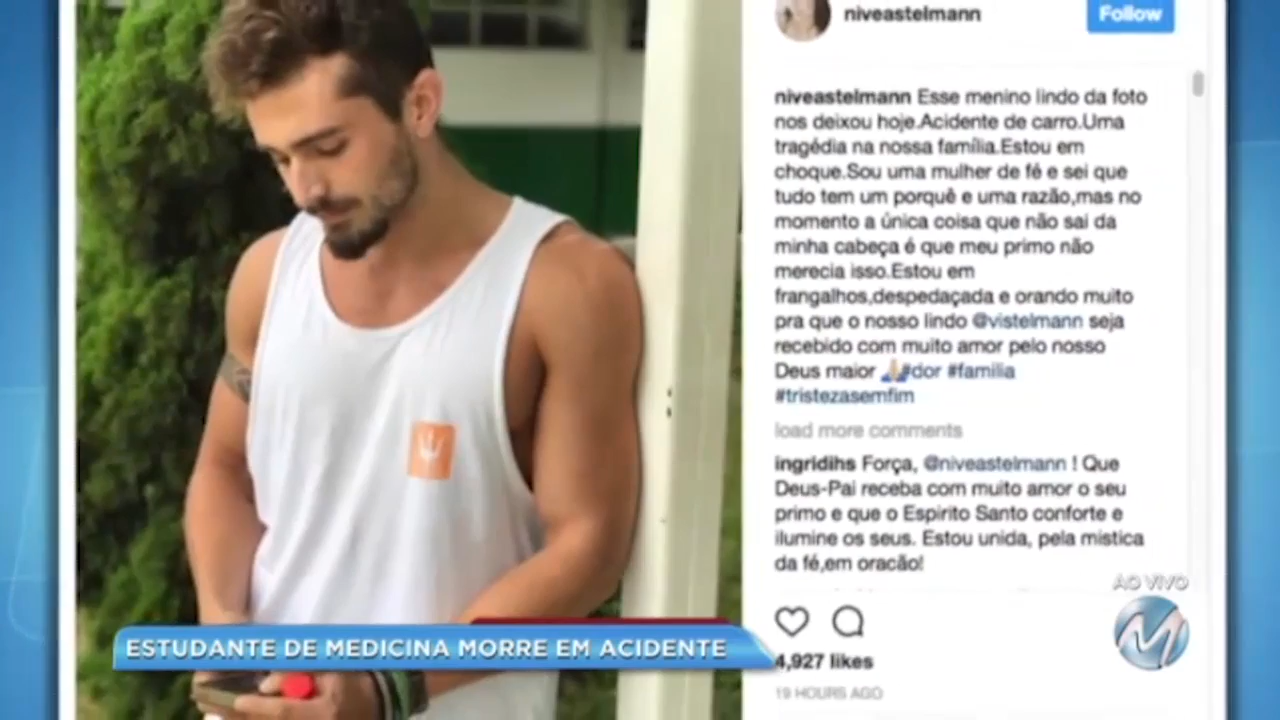 niveastelmann
Follow
niveastelmann Esse menino lindo da foto
nos deixou hoje.Acidente de carro.Uma
tragédia na nossa família.Estou em
choque.Sou uma mulher de fé e sei que
tudo tem um porquê e uma razão,mas no
momento a única coisa que não sai da
minha cabeça é que meu primo não
merecia isso.Estou em
frangalhos,despedaçada e orando muito
pra que o nosso lindo @vistelmann seja
recebido com muito amor pelo nosso
Deus maior 🙏🏼#dor #familia
#tristezasemfim
load more comments
ingridihs Força, @niveastelmann ! Que
Deus-Pai receba com muito amor o seu
primo e que o Espirito Santo conforte e
ilumine os seus. Estou unida, pela mistica
da fé,em oracão!
AO VIVO
M
ESTUDANTE DE MEDICINA MORRE EM ACIDENTE
4,927 likes
19 HOURS AGO